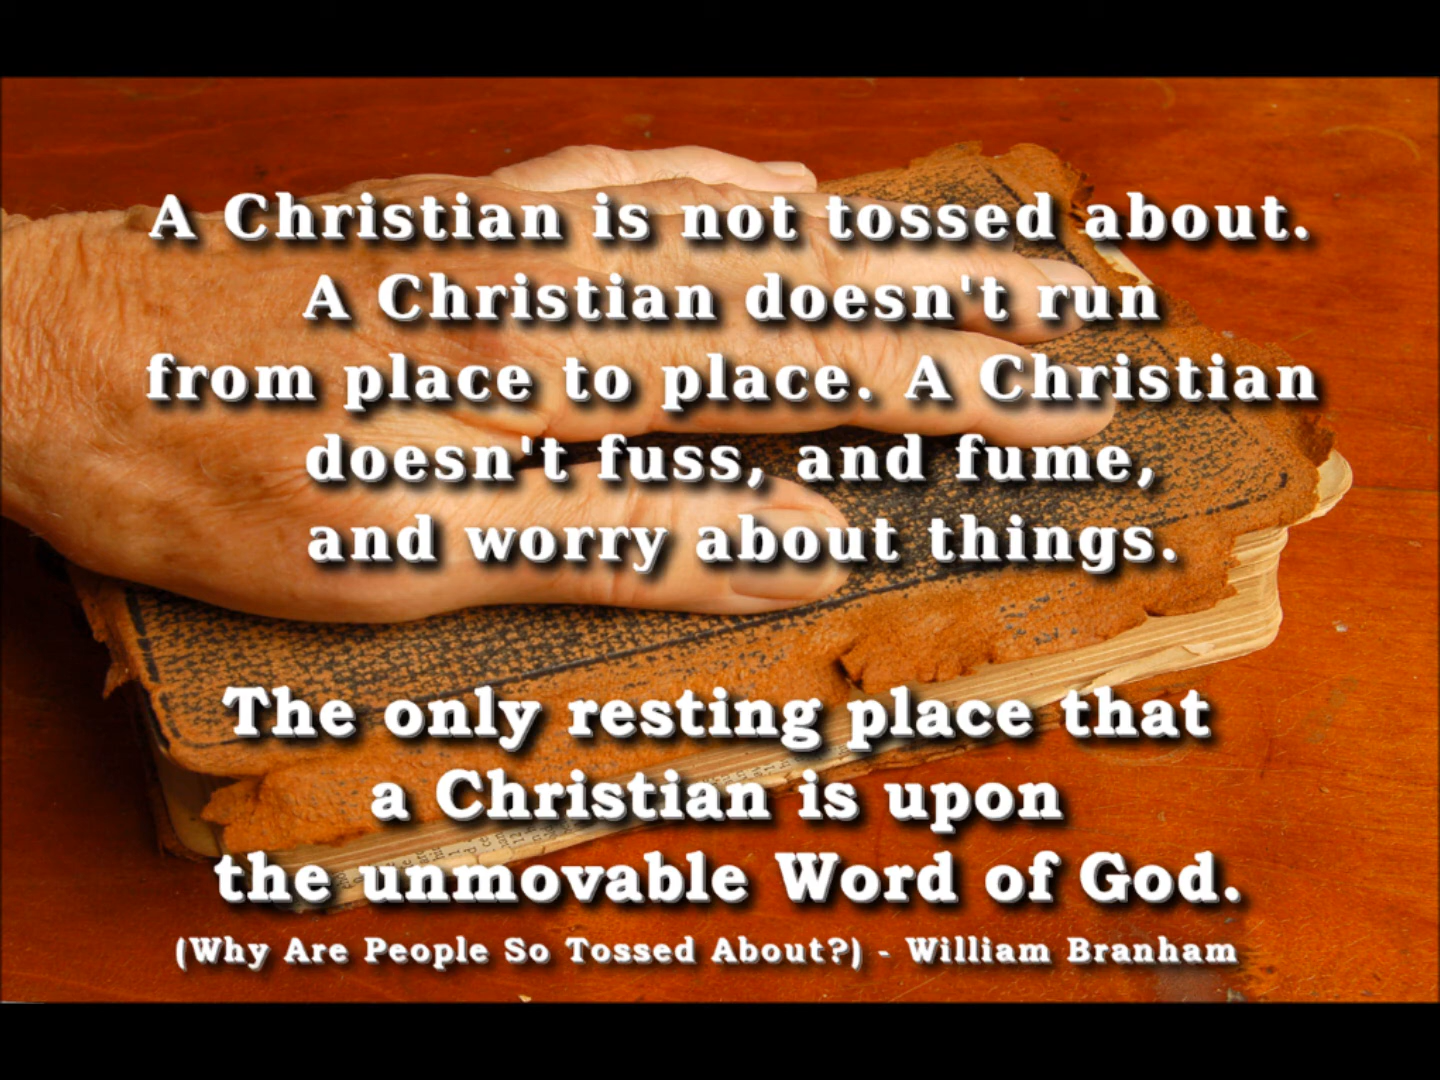 A Christian is not tossed about.
A Christian doesn't run
from place to place. A Christian
doesn't fuss, and fume,
and worry about things.
The only resting place that
a Christian is upon
the unmovable Word of God.
(Why Are People So Tossed About?) - William Branham